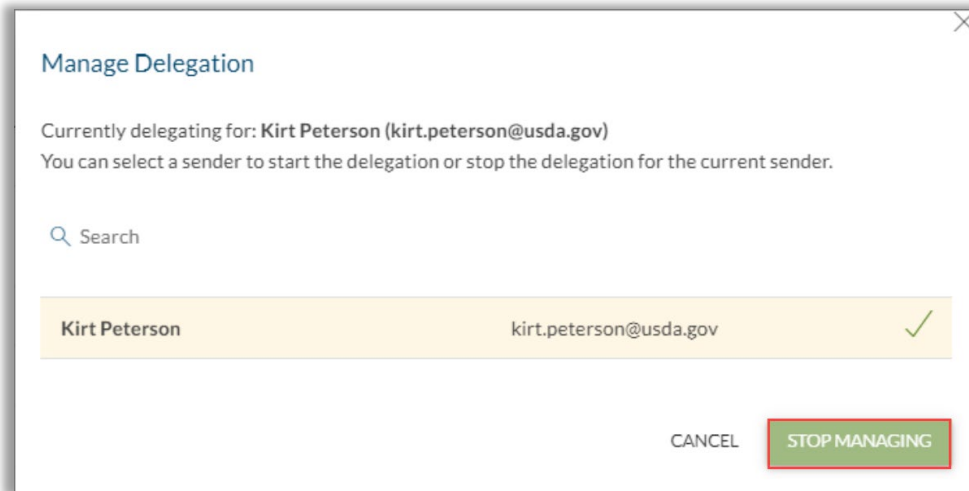 Manage Delegation
Currently delegating for: Kirt Peterson (kirt.peterson@usda.gov)
You can select a sender to start the delegation or stop the delegation for the current sender.
Search
Kirt Peterson kirt.peterson@usda.gov
CANCEL STOP MANAGING